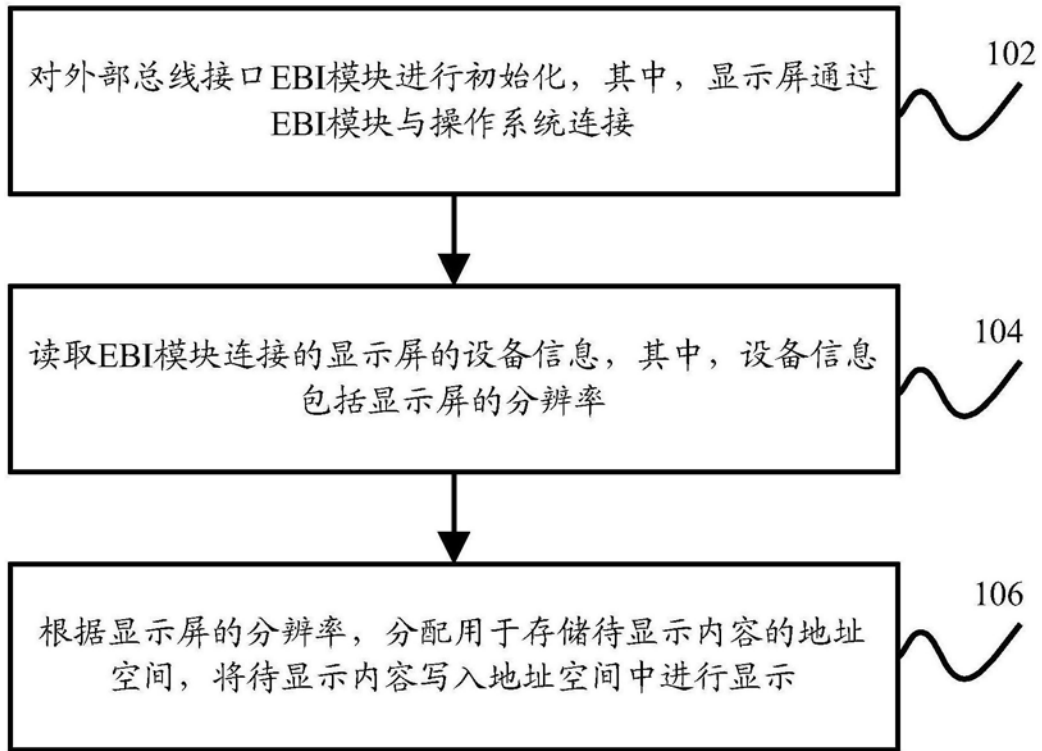 对外部总线接口EBI模块进行初始化，其中，显示屏通过
EBI模块与操作系统连接
102
读取EBI模块连接的显示屏的设备信息，其中，设备信息
包括显示屏的分辨率
104
根据显示屏的分辨率，分配用于存储待显示内容的地址
空间，将待显示内容写入地址空间中进行显示
106